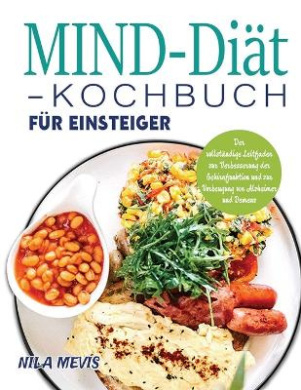 MIND-Diät
-KOCHBUCH
FÜR EINSTEIGER
Der
vollständige Leitfaden
zur Verbesserung der
Gehirnfunktion und zur
Vorbeugung von Alzheimer
und Demenz
NILA MEVIS